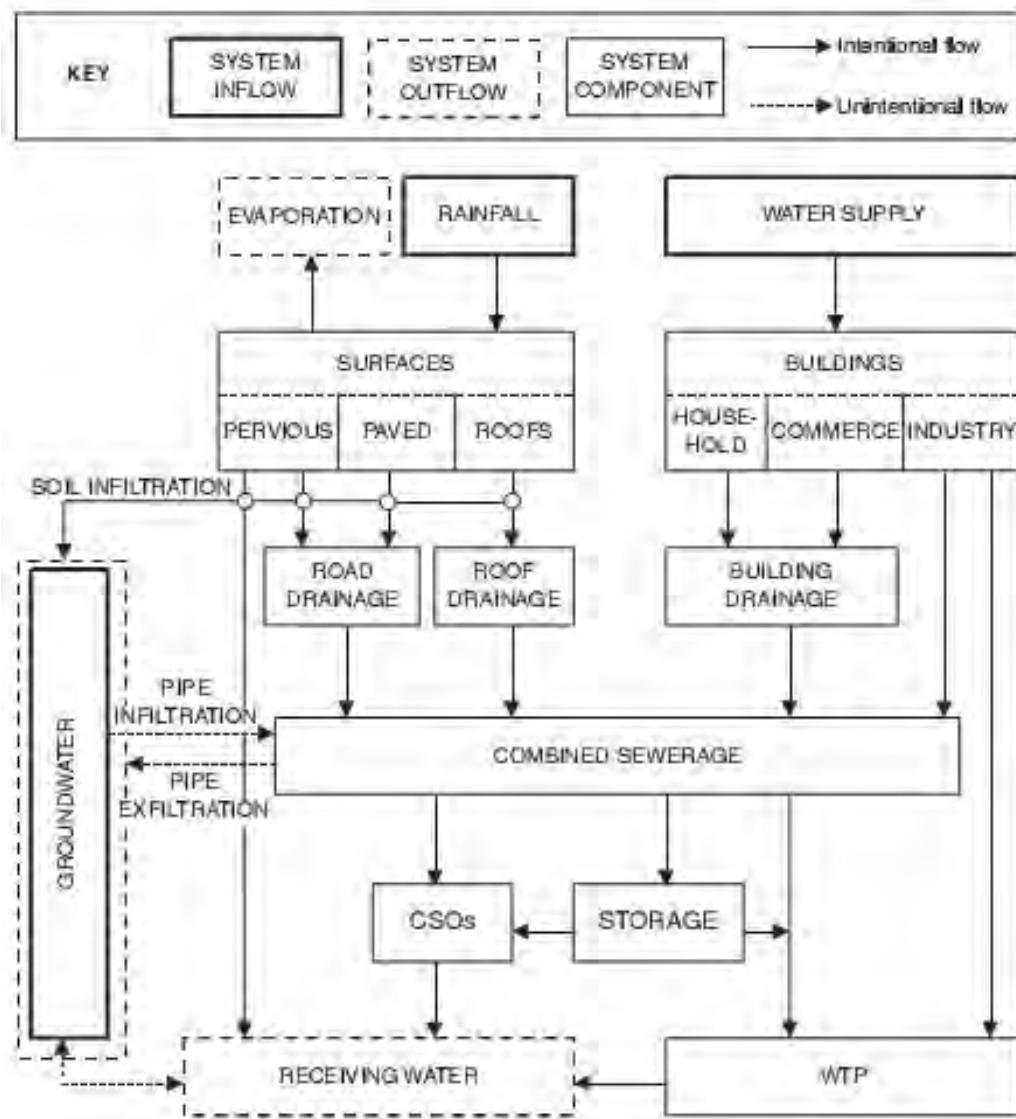 KEY
SYSTEM
INFLOW
SYSTEM
OUTFLOW
SYSTEM
COMPONENT
Intentional flow
Unintentional flow
EVAPORATION
RAINFALL
WATER SUPPLY
SURFACES
BUILDINGS
PERVIOUS
PAVED
ROOFS
HOUSE-
HOLD
COMMERCE
INDUSTRY
SOIL INFILTRATION
ROAD
DRAINAGE
ROOF
DRAINAGE
BUILDING
DRAINAGE
GROUNDWATER
PIPE
INFILTRATION
COMBINED SEWERAGE
PIPE
EXFILTRATION
CSOs
STORAGE
RECEIVING WATER
WTP